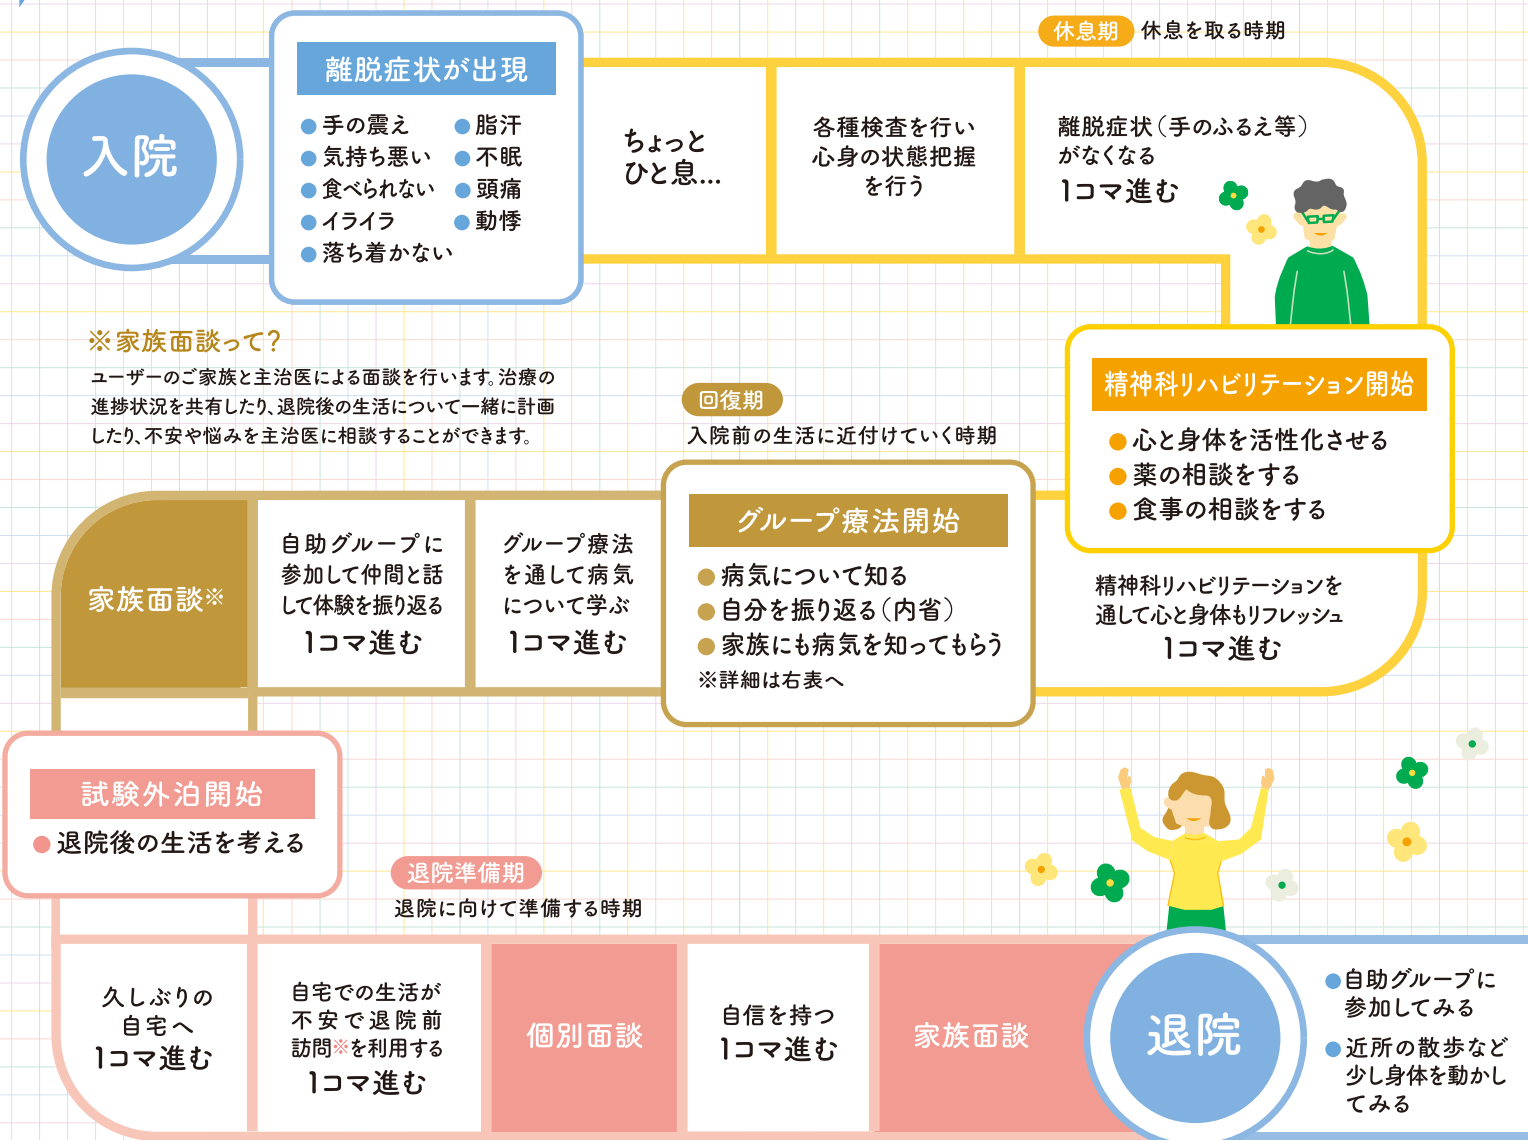 入院
離脱症状が出現
●手の震え
●気持ち悪い
●食べられない
●イライラ
●落ち着かない
●脂汗
●不眠
●頭痛
●動悸
ちょっと
ひと息…
各種検査を行い
心身の状態把握
を行う
休息期 休息を取る時期
離脱症状（手のふるえ等）
がなくなる
1コマ進む
精神科リハビリテーション開始
●心と身体を活性化させる
●薬の相談をする
●食事の相談をする
精神科リハビリテーションを
通して心と身体もリフレッシュ
1コマ進む
回復期
入院前の生活に近付けていく時期
グループ療法開始
●病気について知る
●自分を振り返る（内省）
●家族にも病気を知ってもらう
※詳細は右表へ
グループ療法
を通して病気
について学ぶ
1コマ進む
自助グループに
参加して仲間と話
して体験を振り返る
1コマ進む
家族面談※
※家族面談って？
ユーザーのご家族と主治医による面談を行います。治療の
進捗状況を共有したり、退院後の生活について一緒に計画
したり、不安や悩みを主治医に相談することができます。
試験外泊開始
●退院後の生活を考える
退院準備期
退院に向けて準備する時期
久しぶりの
自宅へ
1コマ進む
自宅での生活が
不安で退院前
訪問※を利用する
1コマ進む
個別面談
自信を持つ
1コマ進む
家族面談
退院
●自助グループに
参加してみる
●近所の散歩など
少し身体を動かし
てみる